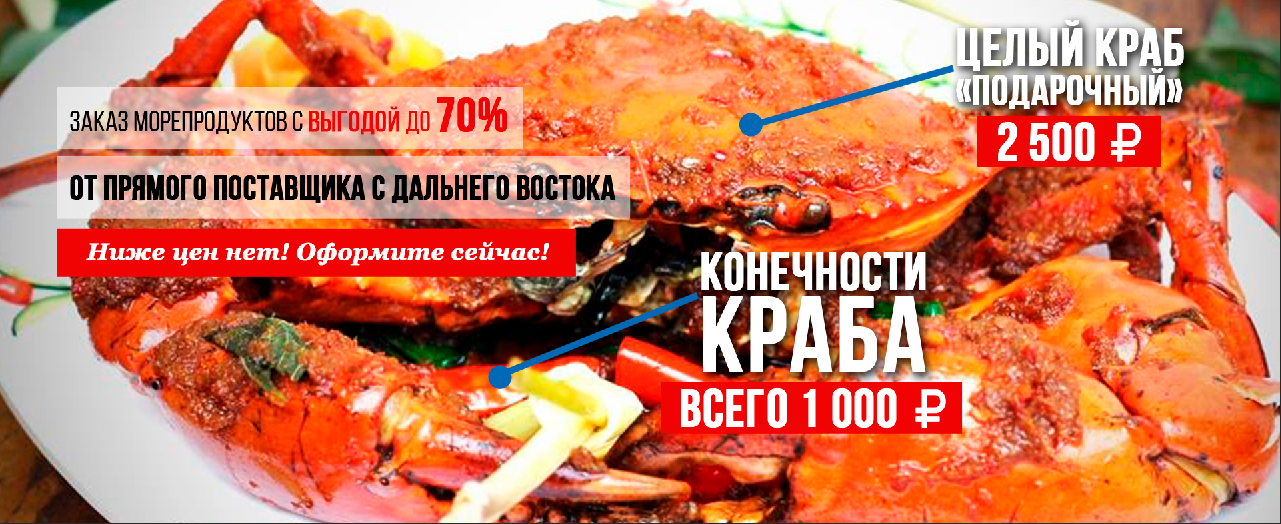 ЗАКАЗ МОРЕПРОДУКТОВ С ВЫГОДОЙ ДО 70%
ОТ ПРЯМОГО ПОСТАВЩИКА С ДАЛЬНЕГО ВОСТОКА
Ниже цен нет! Оформите сейчас!
ЦЕЛЫЙ КРАБ
«ПОДАРОЧНЫЙ»
2 500 ₽
КОНЕЧНОСТИ
КРАБА
ВСЕГО 1 000 ₽